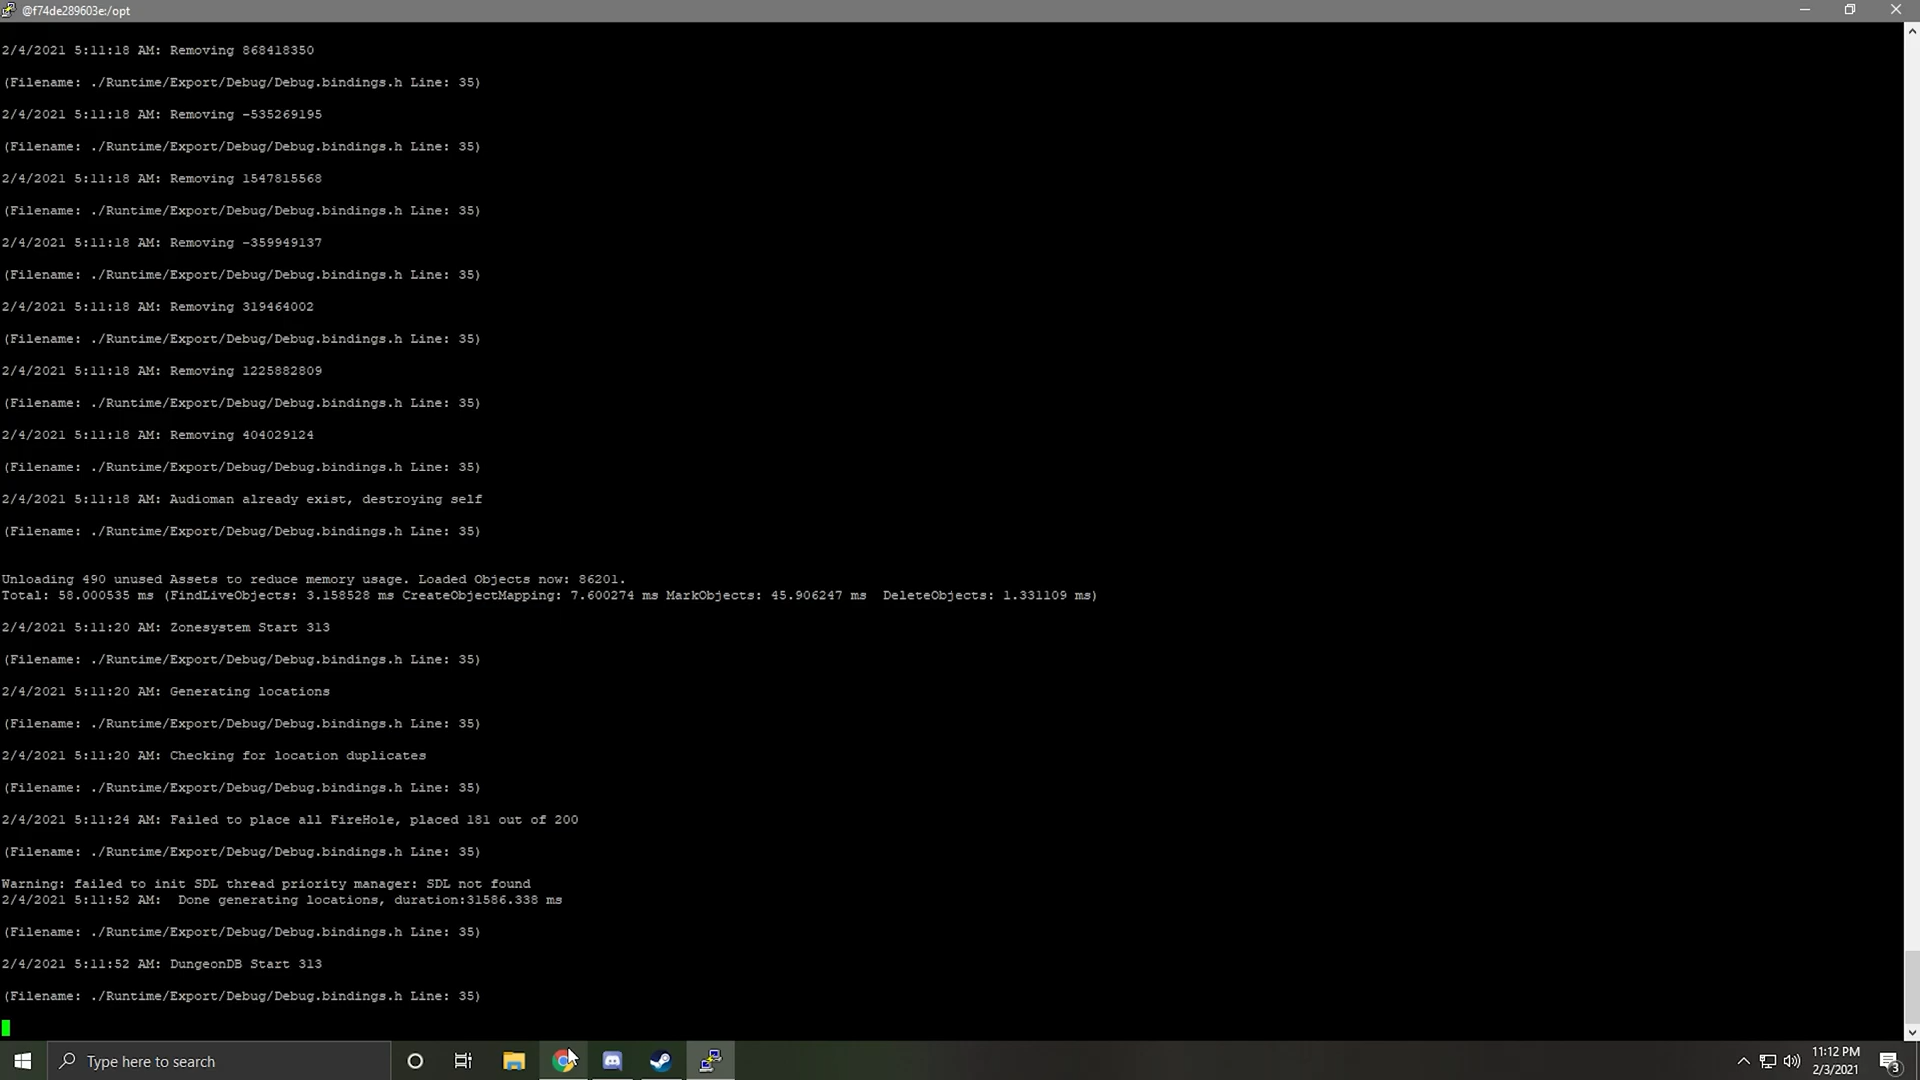 @f74de289603e:/opt
2/4/2021 5:11:18 AM: Removing 868418350
(Filename: ./Runtime/Export/Debug/Debug.bindings.h Line: 35)
2/4/2021 5:11:18 AM: Removing -535269195
(Filename: ./Runtime/Export/Debug/Debug.bindings.h Line: 35)
2/4/2021 5:11:18 AM: Removing 1547815568
(Filename: ./Runtime/Export/Debug/Debug.bindings.h Line: 35)
2/4/2021 5:11:18 AM: Removing -359949137
(Filename: ./Runtime/Export/Debug/Debug.bindings.h Line: 35)
2/4/2021 5:11:18 AM: Removing 319464002
(Filename: ./Runtime/Export/Debug/Debug.bindings.h Line: 35)
2/4/2021 5:11:18 AM: Removing 1225882809
(Filename: ./Runtime/Export/Debug/Debug.bindings.h Line: 35)
2/4/2021 5:11:18 AM: Removing 404029124
(Filename: ./Runtime/Export/Debug/Debug.bindings.h Line: 35)
2/4/2021 5:11:18 AM: Audioman already exist, destroying self
(Filename: ./Runtime/Export/Debug/Debug.bindings.h Line: 35)
Unloading 490 unused Assets to reduce memory usage. Loaded Objects now: 86201.
Total: 58.000535 ms (FindLiveObjects: 3.158528 ms CreateObjectMapping: 7.600274 ms MarkObjects: 45.906247 ms  DeleteObjects: 1.331109 ms)
2/4/2021 5:11:20 AM: Zonesystem Start 313
(Filename: ./Runtime/Export/Debug/Debug.bindings.h Line: 35)
2/4/2021 5:11:20 AM: Generating locations
(Filename: ./Runtime/Export/Debug/Debug.bindings.h Line: 35)
2/4/2021 5:11:20 AM: Checking for location duplicates
(Filename: ./Runtime/Export/Debug/Debug.bindings.h Line: 35)
2/4/2021 5:11:24 AM: Failed to place all FireHole, placed 181 out of 200
(Filename: ./Runtime/Export/Debug/Debug.bindings.h Line: 35)
Warning: failed to init SDL thread priority manager: SDL not found
2/4/2021 5:11:52 AM:  Done generating locations, duration:31586.338 ms
(Filename: ./Runtime/Export/Debug/Debug.bindings.h Line: 35)
2/4/2021 5:11:52 AM: DungeonDB Start 313
(Filename: ./Runtime/Export/Debug/Debug.bindings.h Line: 35)
Type here to search
11:12 PM
2/3/2021
3